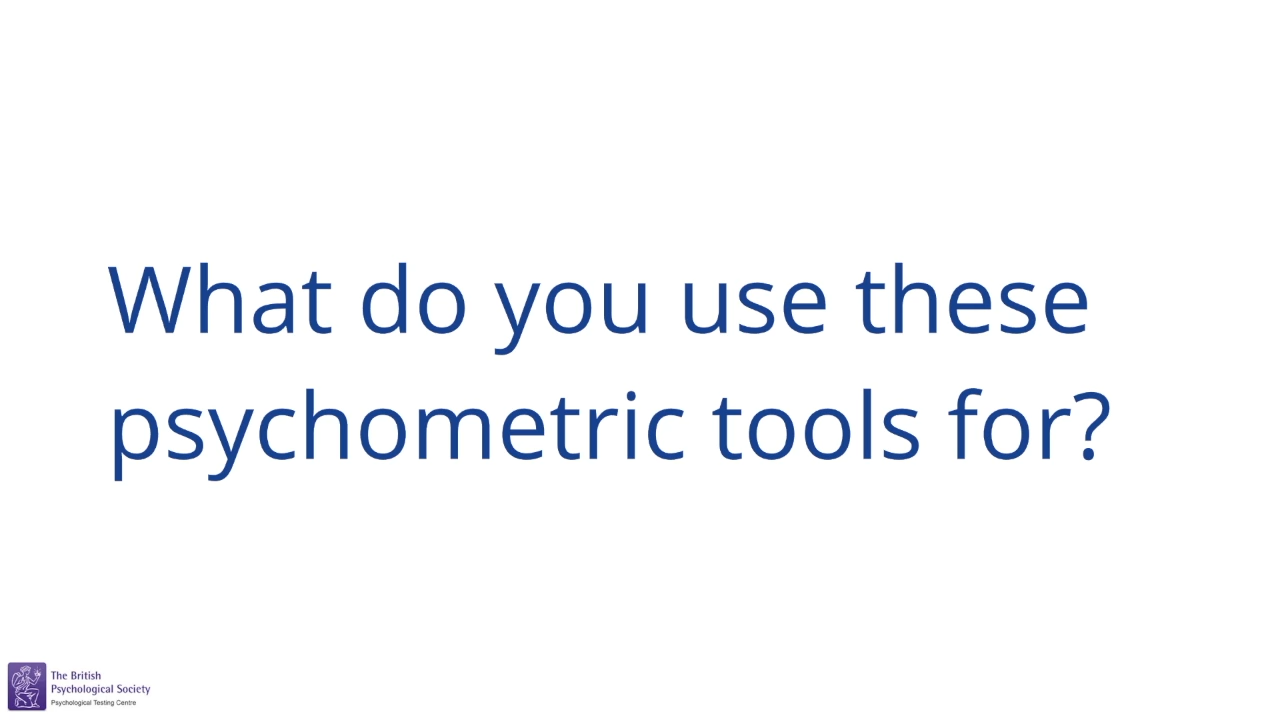 What do you use these
psychometric tools for?
The British
Psychological Society
Psychological Testing Centre